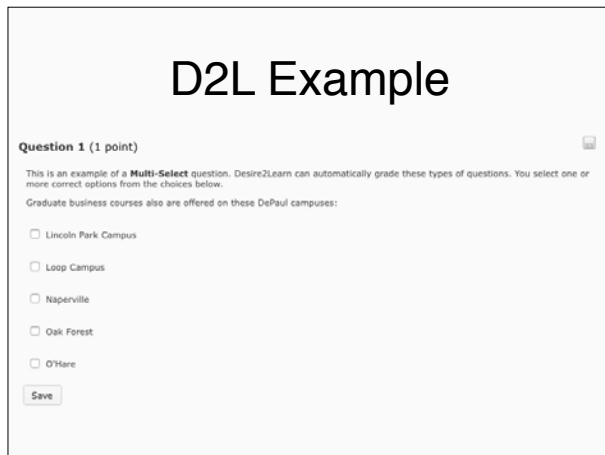 D2L Example
Question 1 (1 point)
This is an example of a Multi-Select question. Desire2Learn can automatically grade these types of questions. You select one or
more correct options from the choices below.
Graduate business courses also are offered on these DePaul campuses:
Lincoln Park Campus
Loop Campus
Naperville
Oak Forest
O'Hare
Save